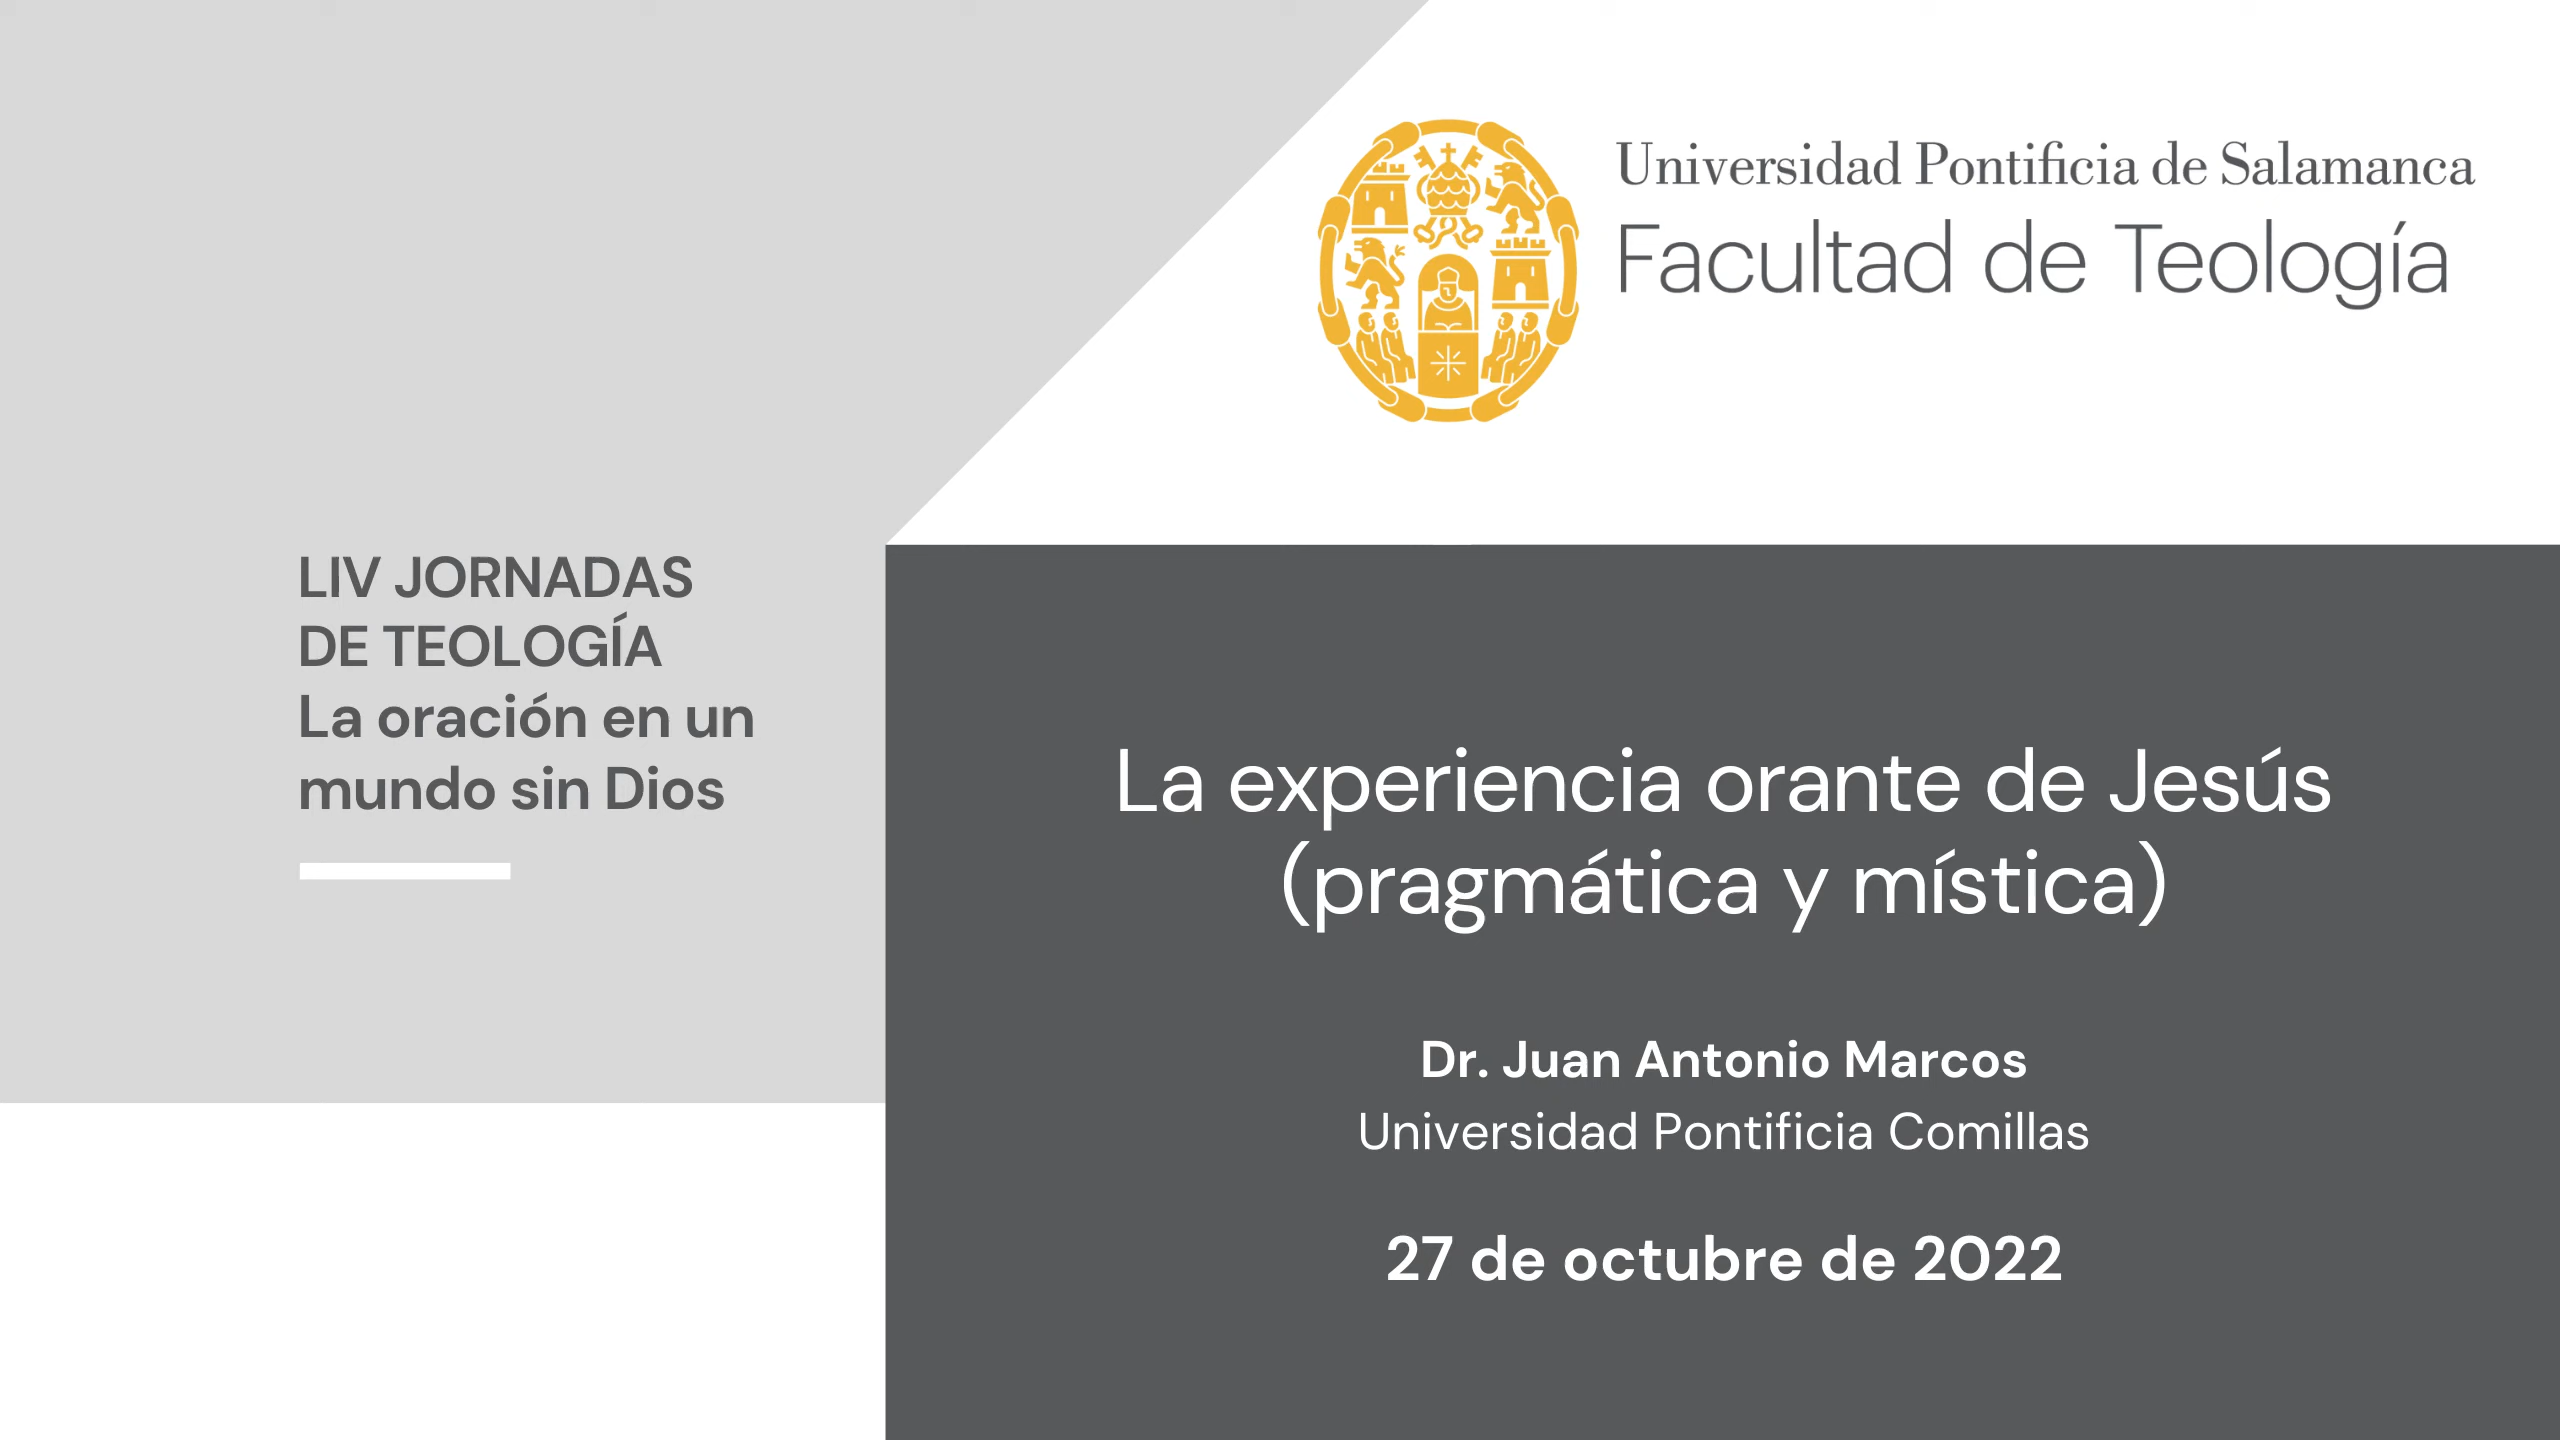 Universidad Pontificia de Salamanca
Facultad de Teología
LIV JORNADAS
DE TEOLOGÍA
La oración en un
mundo sin Dios
La experiencia orante de Jesús
(pragmática y mística)
Dr. Juan Antonio Marcos
Universidad Pontificia Comillas
27 de octubre de 2022